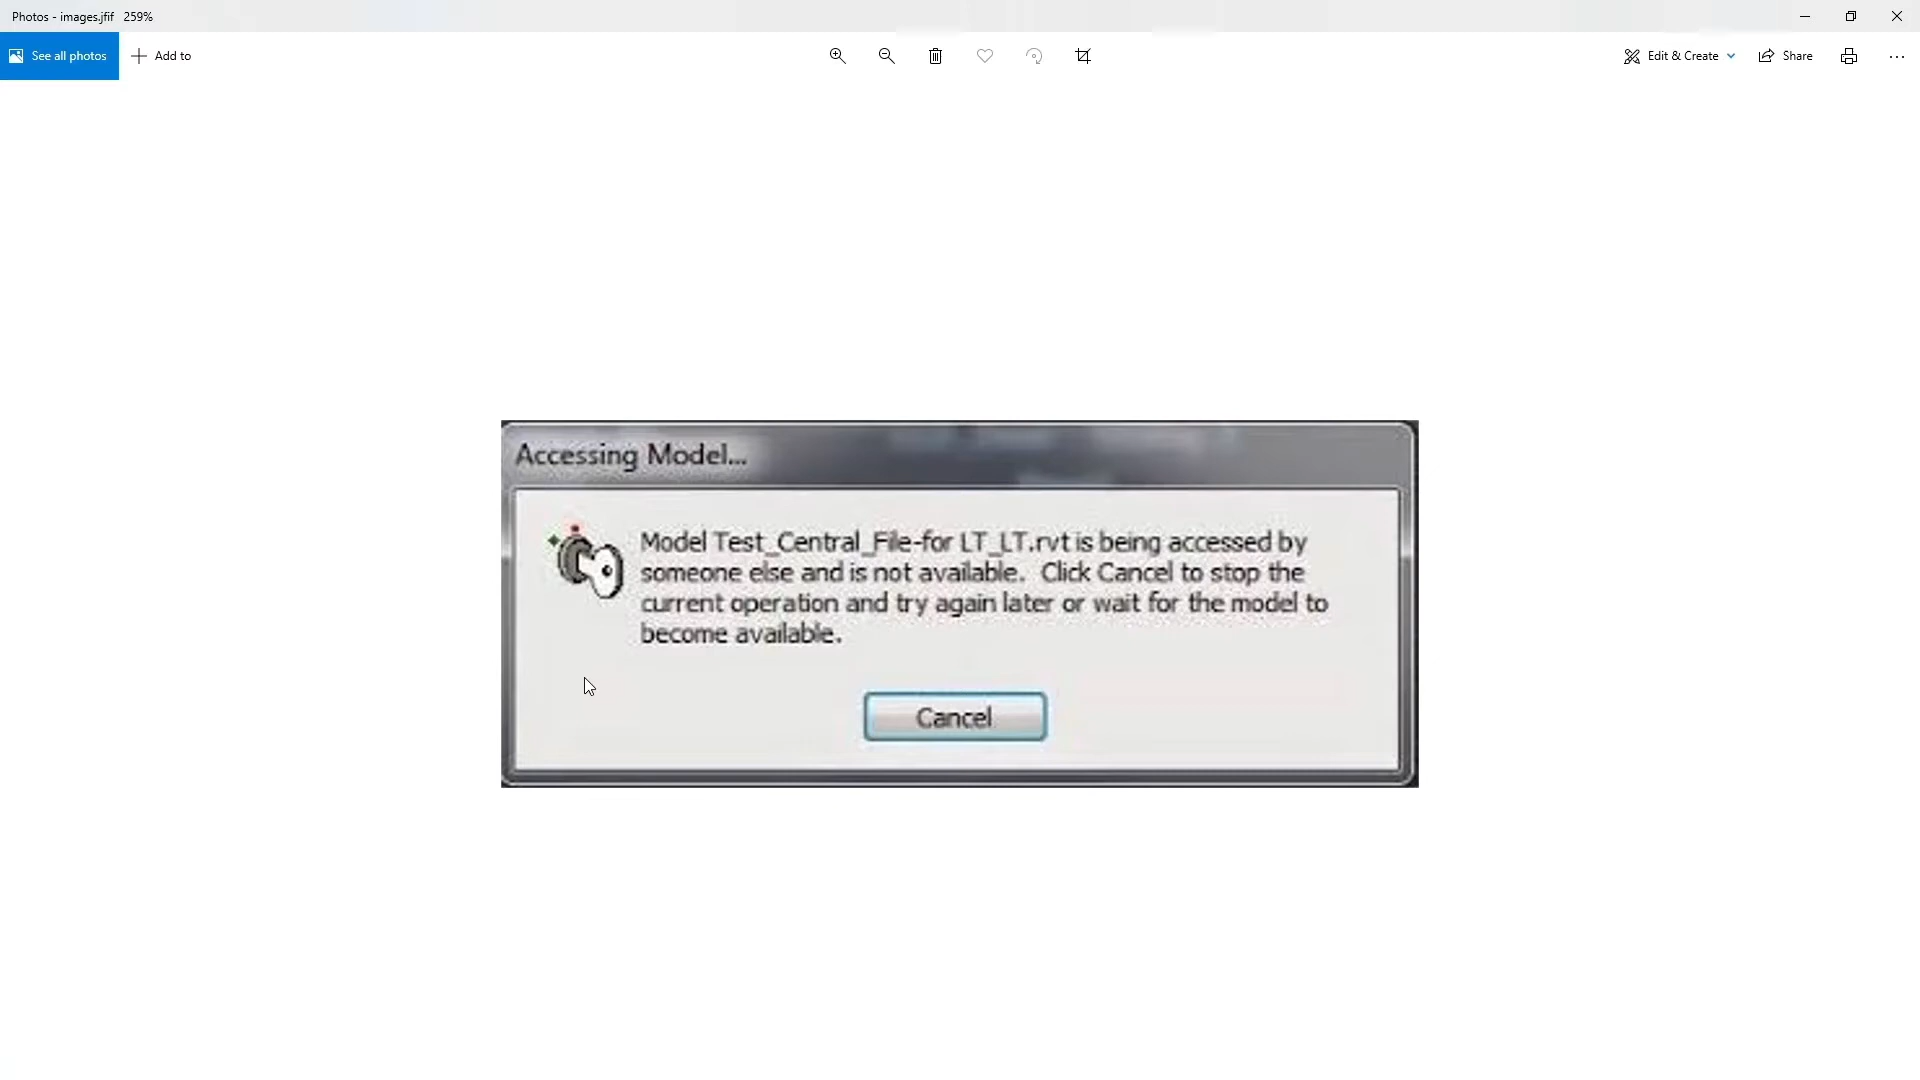 Photos - images.jfif 259%
See all photos
Add to
Edit & Create
Share
Accessing Model...
Model Test_Central_File-for LT_LT.rvt is being accessed by
someone else and is not available. Click Cancel to stop the
current operation and try again later or wait for the model to
become available.
Cancel